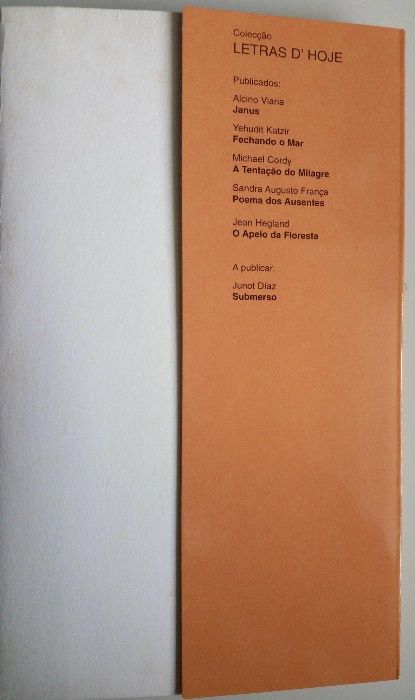 Colecção
LETRAS D' HOJE
Publicados:
Alcino Viana
Janus
Yehudit Katzir
Fechando o Mar
Michael Cordy
A Tentação do Milagre
Sandra Augusto França
Poema dos Ausentes
Jean Hegland
O Apelo da Floresta
A publicar:
Junot Díaz
Submerso